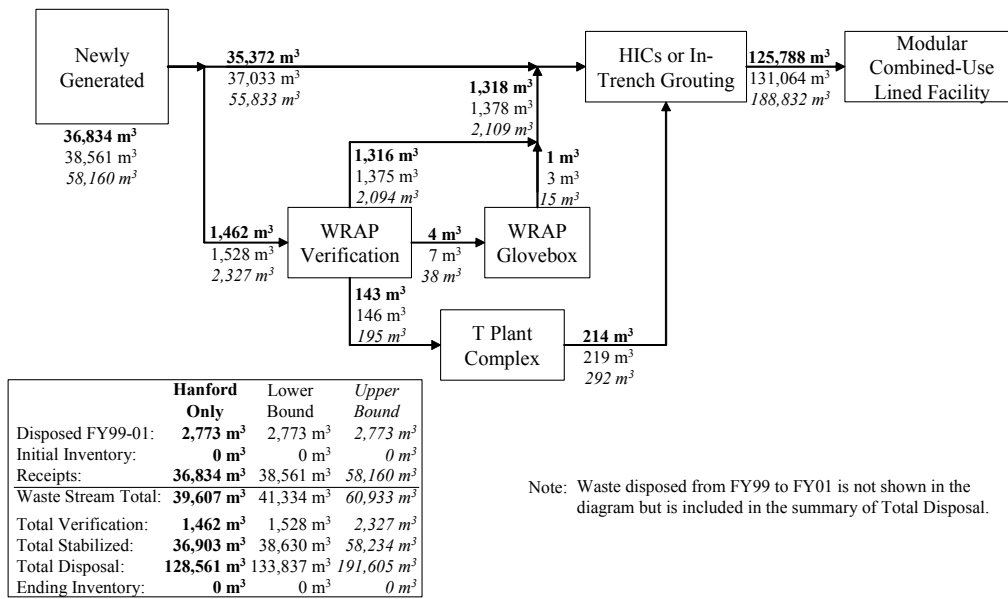 Newly
Generated
36,834 m³
38,561 m³
58,160 m³
35,372 m³
37,033 m³
55,833 m³
HICs or In-
Trench Grouting
125,788 m³
131,064 m³
188,832 m³
Modular
Combined-Use
Lined Facility
1,318 m³
1,378 m³
2,109 m³
1,316 m³
1,375 m³
2,094 m³
1 m³
3 m³
15 m³
1,462 m³
1,528 m³
2,327 m³
WRAP
Verification
4 m³
7 m³
38 m³
WRAP
Glovebox
143 m³
146 m³
195 m³
T Plant
Complex
214 m³
219 m³
292 m³
Hanford Lower Upper
Only Bound Bound
Disposed FY99-01: 2,773 m³ 2,773 m³ 2,773 m³
Initial Inventory: 0 m³ 0 m³ 0 m³
Receipts: 36,834 m³ 38,561 m³ 58,160 m³
Waste Stream Total: 39,607 m³ 41,334 m³ 60,933 m³
Total Verification: 1,462 m³ 1,528 m³ 2,327 m³
Total Stabilized: 36,903 m³ 38,630 m³ 58,234 m³
Total Disposal: 128,561 m³ 133,837 m³ 191,605 m³
Ending Inventory: 0 m³ 0 m³ 0 m³
Note: Waste disposed from FY99 to FY01 is not shown in the
diagram but is included in the summary of Total Disposal.